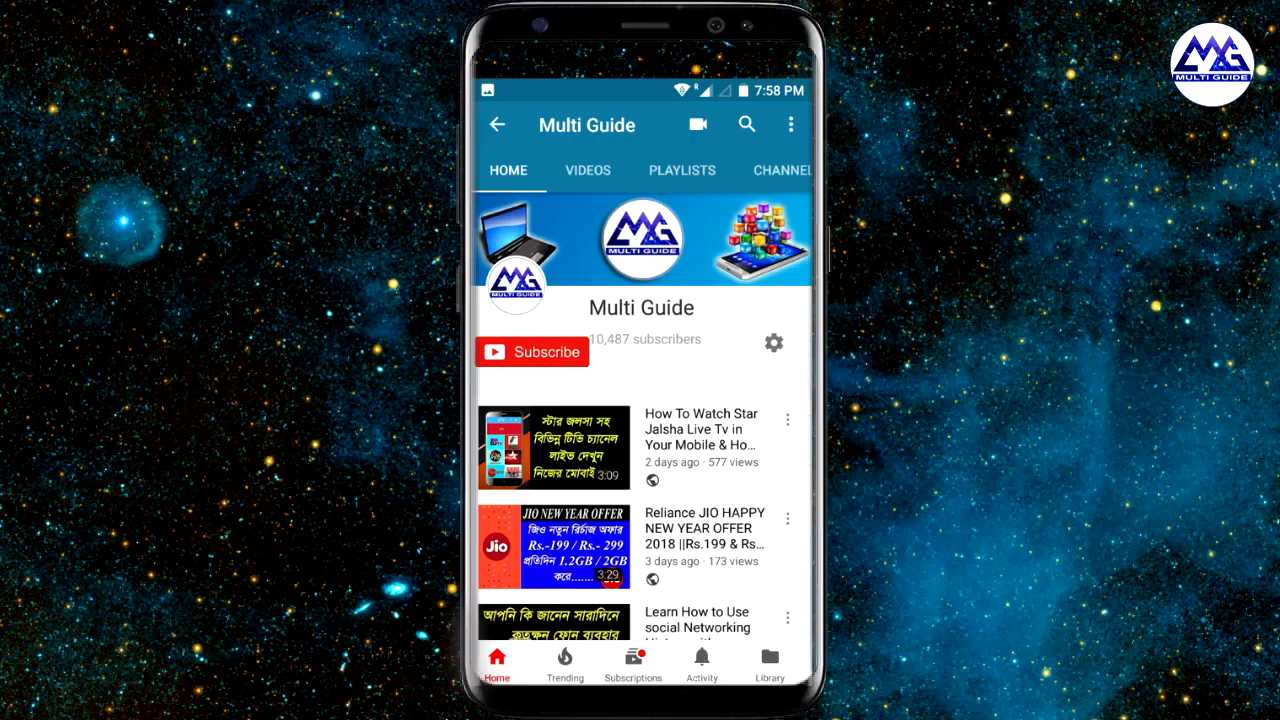 MG
MULTI GUIDE
7:58 PM
Multi Guide
HOME VIDEOS PLAYLISTS CHANNEL
MG
MULTI GUIDE
MG
MULTI GUIDE
Multi Guide
10,487 subscribers
Subscribe
স্টার জলসা সহ
বিভিন্ন টিভি চ্যানেল
লাইভ দেখুন
নিজের মোবাইল
3:09
How To Watch Star
Jalsha Live Tv in
Your Mobile & Ho...
2 days ago · 577 views
Jio
JIO NEW YEAR OFFER
জিও নতুন রির্চাজ অফার
Rs.-199 / Rs.- 299
প্রতিদিন 1.2GB / 2GB
করে.......
3:29
Reliance JIO HAPPY
NEW YEAR OFFER
2018 ||Rs.199 & Rs...
3 days ago · 173 views
আপনি কি জানেন সারাদিনে
কতক্ষন ফোন ব্যবহার
Learn How to Use
social Networking
Home Trending Subscriptions Activity Library